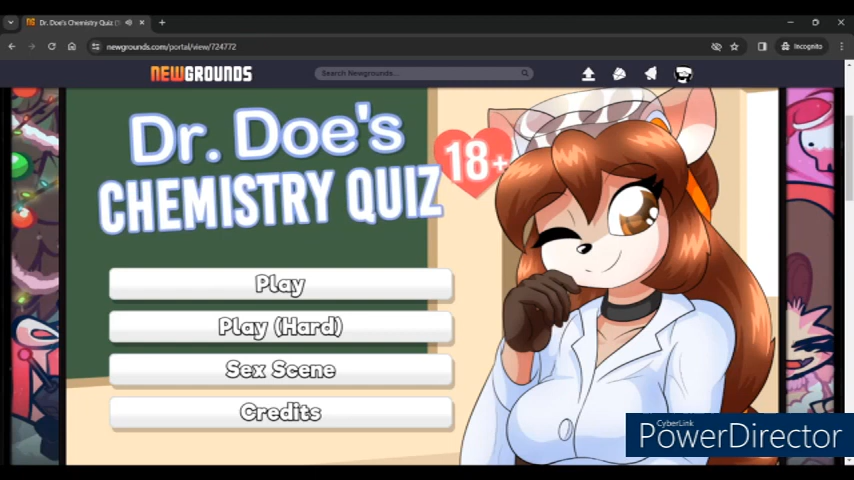 Dr. Doe's Chemistry Quiz (1
newgrounds.com/portal/view/724772
Incognito
NEWGROUNDS
Search Newgrounds...
Dr. Doe's
CHEMISTRY QUIZ
18+
Play
Play (Hard)
Sex Scene
Credits
CyberLink
PowerDirector